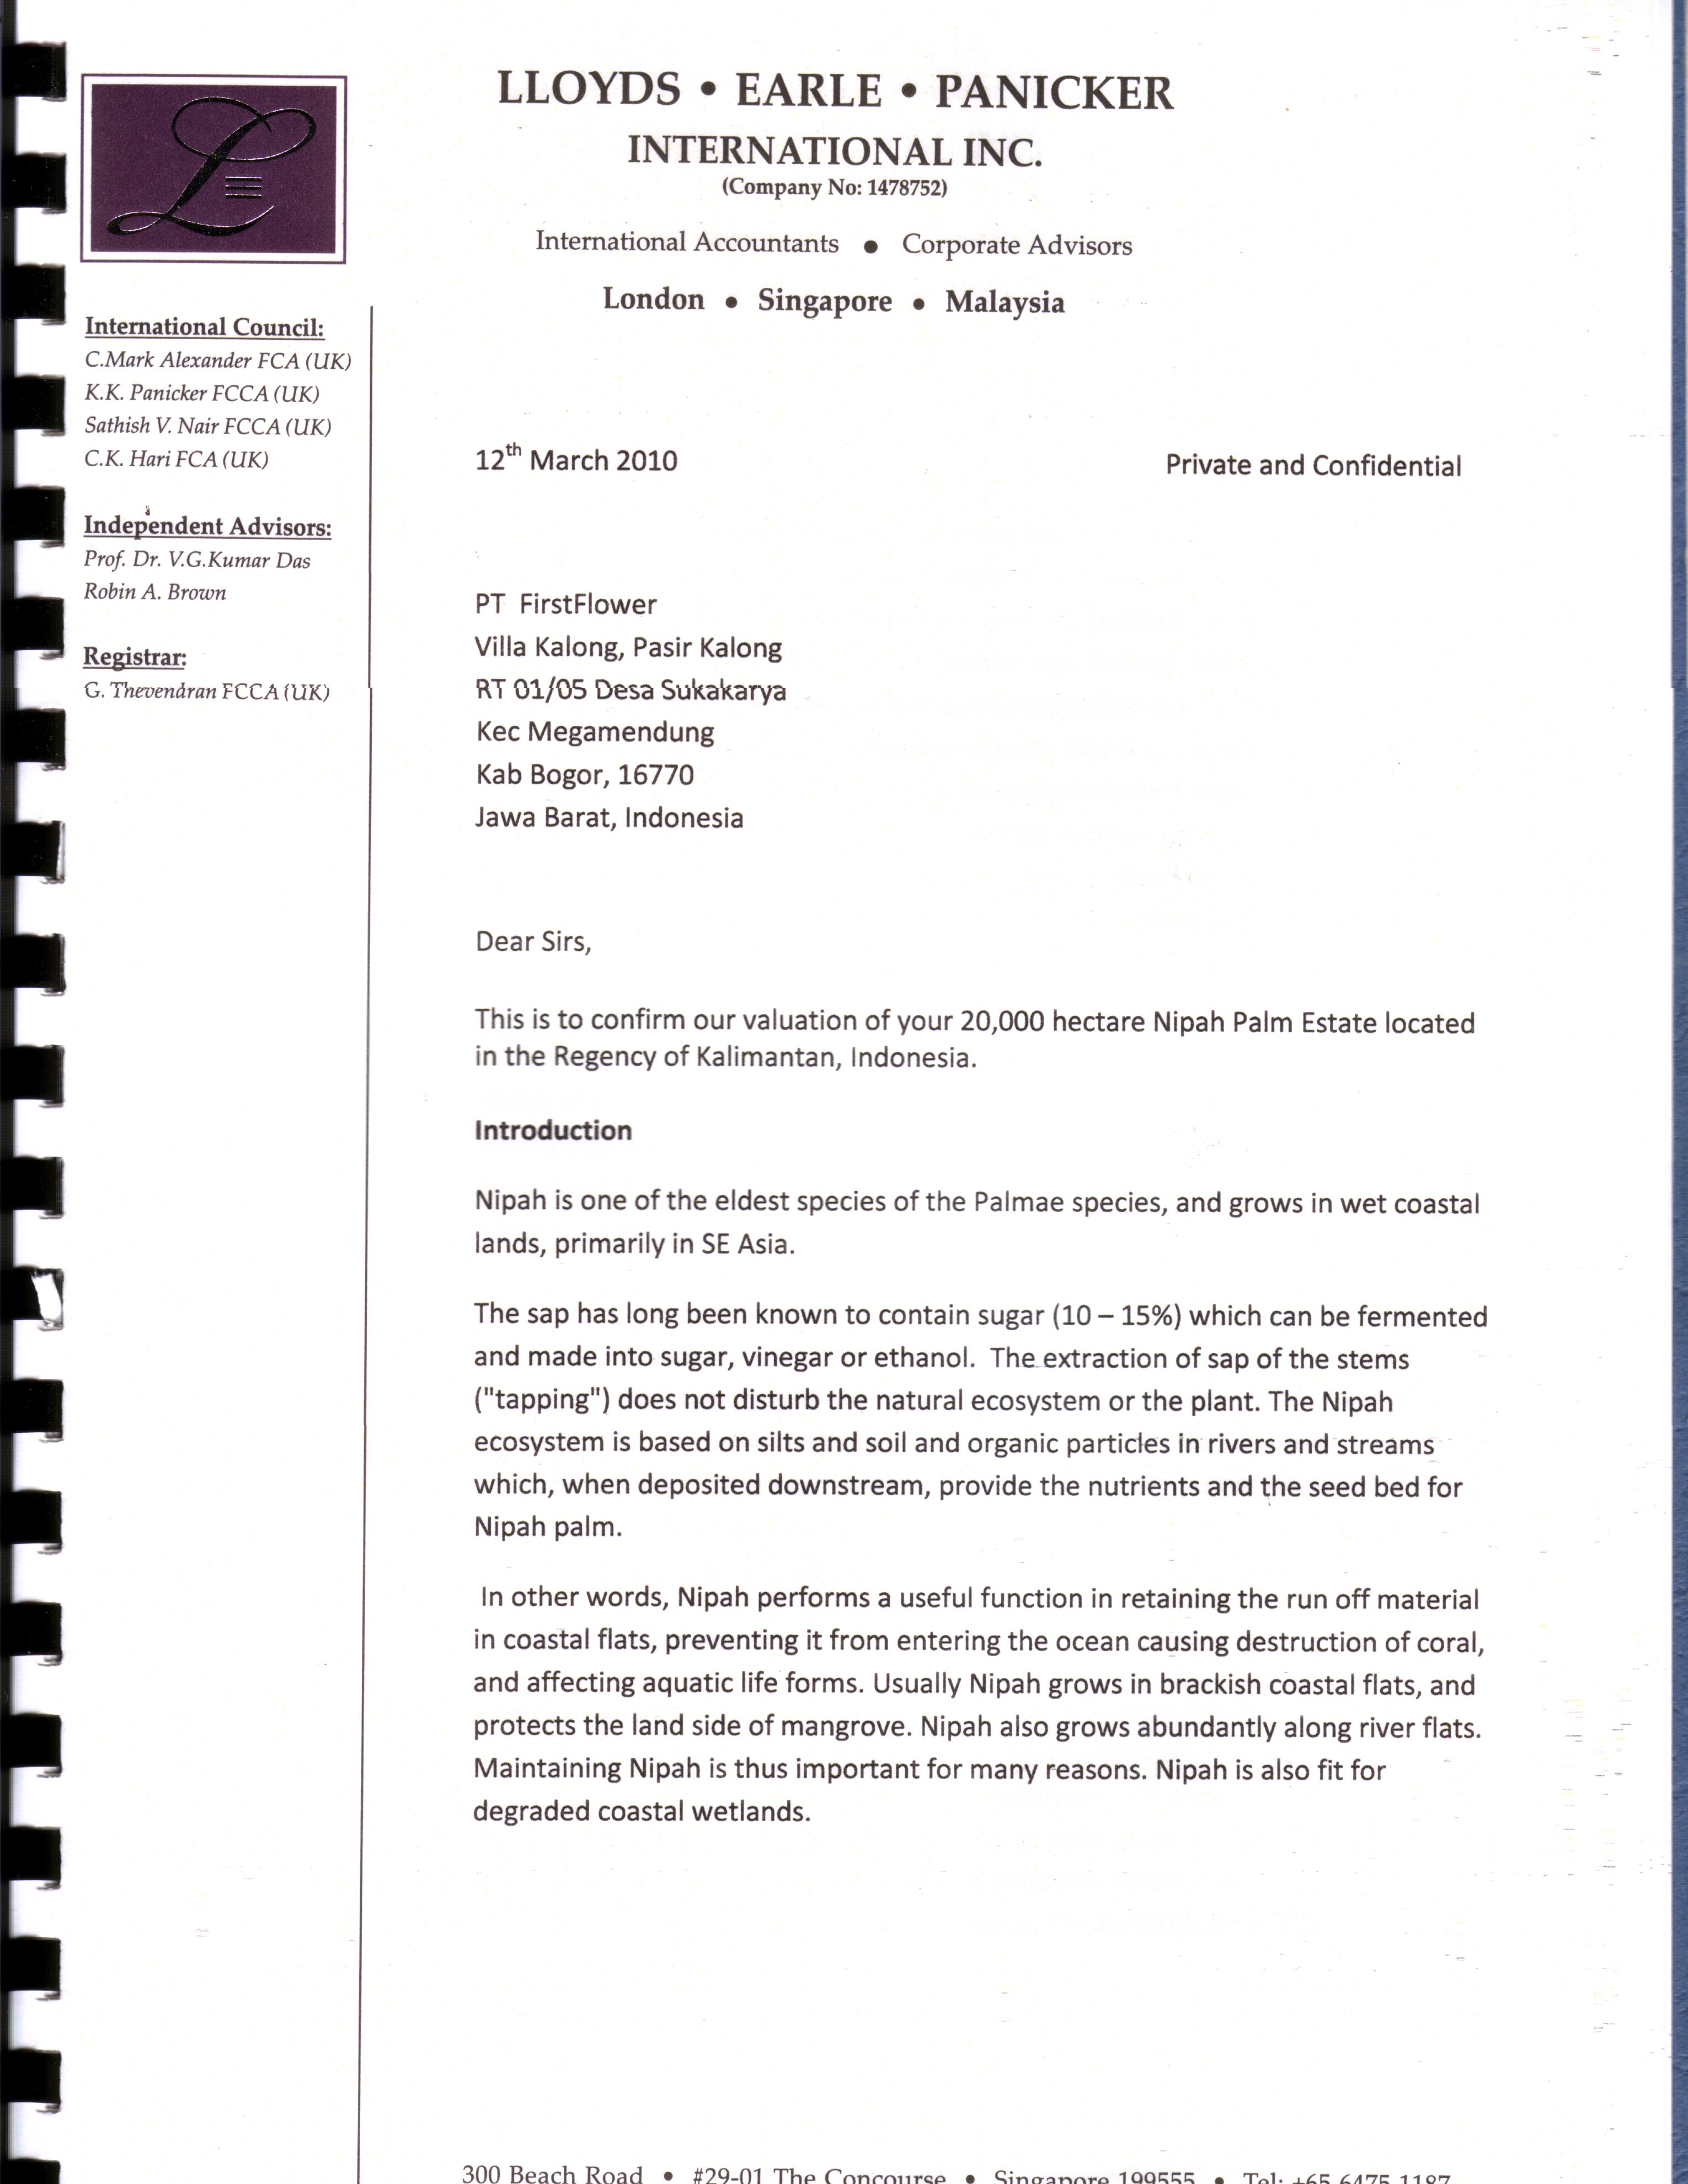 LLOYDS • EARLE • PANICKER
INTERNATIONAL INC.
(Company No: 1478752)
International Accountants • Corporate Advisors
London • Singapore • Malaysia
International Council:
C.Mark Alexander FCA (UK)
K.K. Panicker FCCA (UK)
Sathish V. Nair FCCA (UK)
C.K. Hari FCA (UK)
Independent Advisors:
Prof. Dr. V.G.Kumar Das
Robin A. Brown
Registrar:
G. Thevendran FCCA (UK)
12th March 2010 Private and Confidential
PT FirstFlower
Villa Kalong, Pasir Kalong
RT 01/05 Desa Sukakarya
Kec Megamendung
Kab Bogor, 16770
Jawa Barat, Indonesia
Dear Sirs,
This is to confirm our valuation of your 20,000 hectare Nipah Palm Estate located
in the Regency of Kalimantan, Indonesia.
Introduction
Nipah is one of the eldest species of the Palmae species, and grows in wet coastal
lands, primarily in SE Asia.
The sap has long been known to contain sugar (10 – 15%) which can be fermented
and made into sugar, vinegar or ethanol. The extraction of sap of the stems
("tapping") does not disturb the natural ecosystem or the plant. The Nipah
ecosystem is based on silts and soil and organic particles in rivers and streams
which, when deposited downstream, provide the nutrients and the seed bed for
Nipah palm.
In other words, Nipah performs a useful function in retaining the run off material
in coastal flats, preventing it from entering the ocean causing destruction of coral,
and affecting aquatic life forms. Usually Nipah grows in brackish coastal flats, and
protects the land side of mangrove. Nipah also grows abundantly along river flats.
Maintaining Nipah is thus important for many reasons. Nipah is also fit for
degraded coastal wetlands.
300 Beach Road • #29-01 The Concourse • Singapore 199555 • Tel: +65 6475 1187